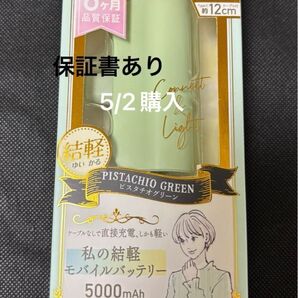 6ヶ月
品質保証
約12cm
保証書あり
Connect
Light
5/2購入
結軽
ゆいかる
PISTACHIO GREEN
ピスタチオグリーン
ケーブルなしで直接充電、しかも軽い
私の結軽
モバイルバッテリー
5000mAh